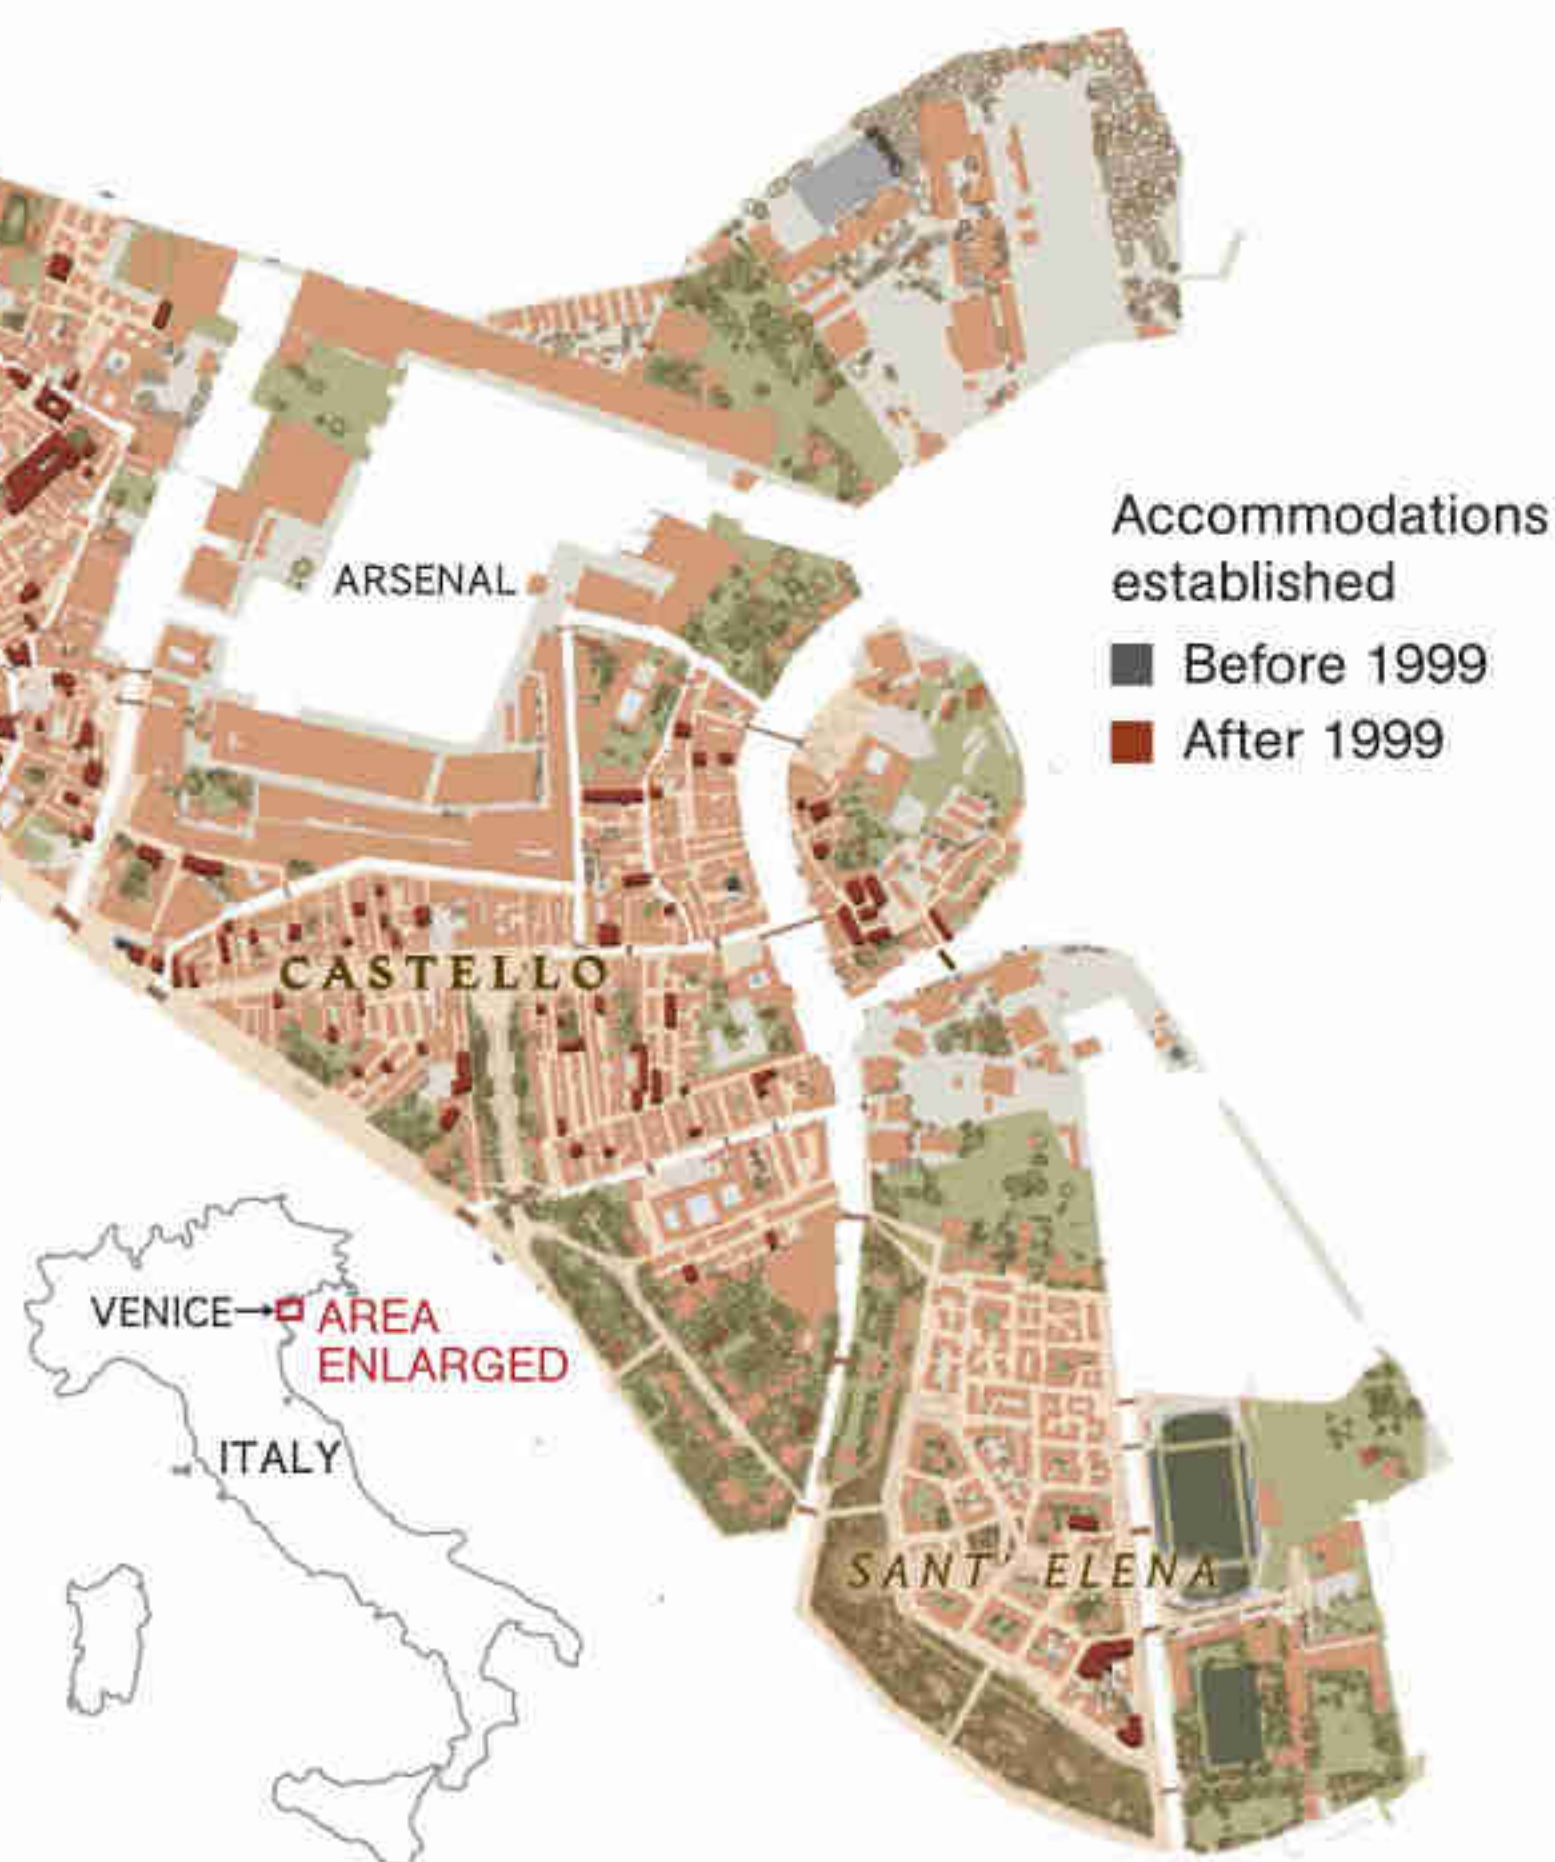 Accommodations
established
Before 1999
After 1999
ARSENAL
CASTELLO
VENICE
AREA
ENLARGED
ITALY
SANT' ELENA